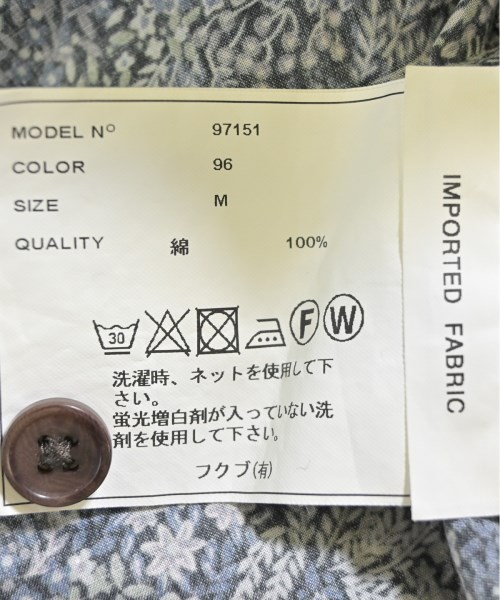 MODEL Nº 97151
COLOR 96
SIZE M
QUALITY 綿 100%
30 F W
洗濯時、ネットを使用して下
さい。
蛍光増白剤が入っていない洗
剤を使用して下さい。
フクブ(有)
IMPORTED FABRIC